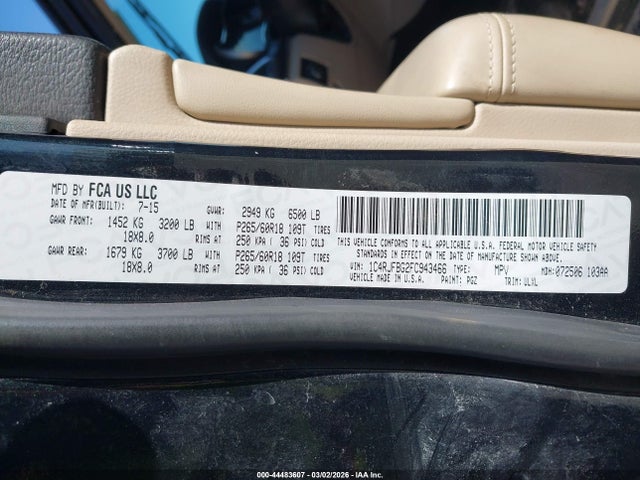 MFD BY FCA US LLC
DATE OF MFR(BUILT): 7-15 GVWR: 2949 KG 6500 LB
GAWR FRONT: 1452 KG 3200 LB WITH P265/60R18 109T TIRES
18X8.0 RIMS AT 250 KPA ( 36 PSI) COLD
GAWR REAR: 1679 KG 3700 LB WITH P265/60R18 109T TIRES
18X8.0 RIMS AT 250 KPA ( 36 PSI) COLD
THIS VEHICLE CONFORMS TO ALL APPLICABLE U.S.A. FEDERAL MOTOR VEHICLE SAFETY
STANDARDS IN EFFECT ON THE DATE OF MANUFACTURE SHOWN ABOVE.
VIN: 1C4RJFBG2FC943466 TYPE: MPV MDH: 072506 103AA
VEHICLE MADE IN U.S.A. PAINT: PGZ TRIM: ULXL
000-44483607 - 03/02/2026 - IAA Inc.